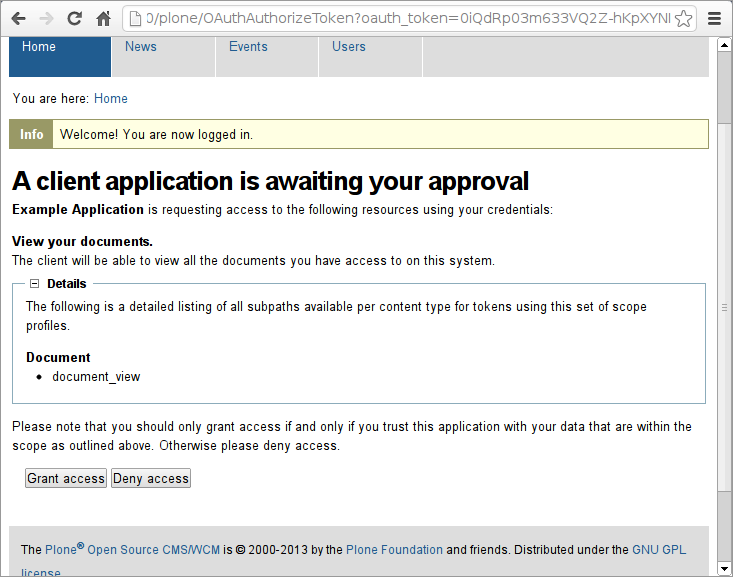 0/plone/OAuthAuthorizeToken?oauth_token=0iQdRp03m633VQ2Z-hKpXYNI
Home News Events Users
You are here: Home
Info Welcome! You are now logged in.
A client application is awaiting your approval
Example Application is requesting access to the following resources using your credentials:
View your documents.
The client will be able to view all the documents you have access to on this system.
Details
The following is a detailed listing of all subpaths available per content type for tokens using this set of scope
profiles.
Document
• document_view
Please note that you should only grant access if and only if you trust this application with your data that are within the
scope as outlined above. Otherwise please deny access.
Grant access Deny access
The Plone® Open Source CMS/WCM is © 2000-2013 by the Plone Foundation and friends. Distributed under the GNU GPL
license.